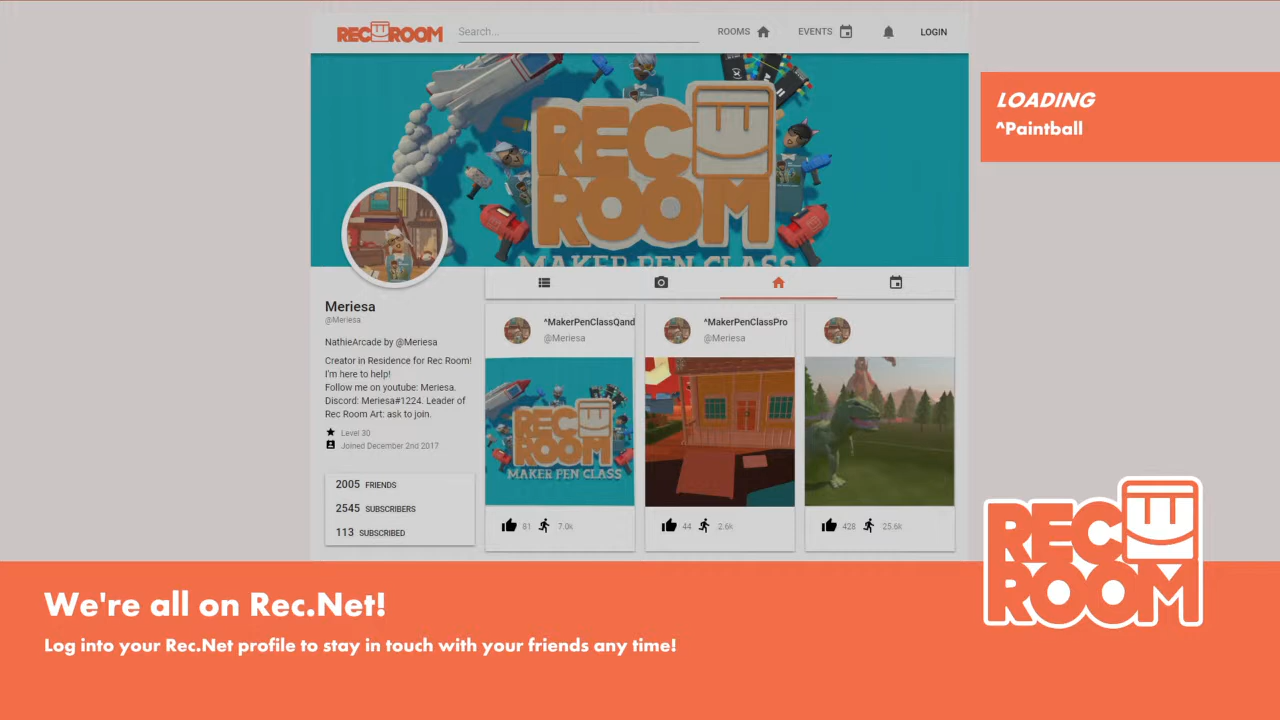 REC ROOM
Search...
ROOMS
EVENTS
LOGIN
LOADING
^Paintball
REC
ROOM
MAKER PEN CLASS
Meriesa
@Meriesa
NathieArcade by @Meriesa
Creator in Residence for Rec Room!
I'm here to help!
Follow me on youtube: Meriesa.
Discord: Meriesa#1224. Leader of
Rec Room Art: ask to join.
Level 30
Joined December 2nd 2017
2005 FRIENDS
2545 SUBSCRIBERS
113 SUBSCRIBED
^MakerPenClassQand
@Meriesa
REC
ROOM
MAKER PEN CLASS
81 7.0k
^MakerPenClassPro
@Meriesa
44 2.6k
428 25.6k
We're all on Rec.Net!
Log into your Rec.Net profile to stay in touch with your friends any time!
REC
ROOM